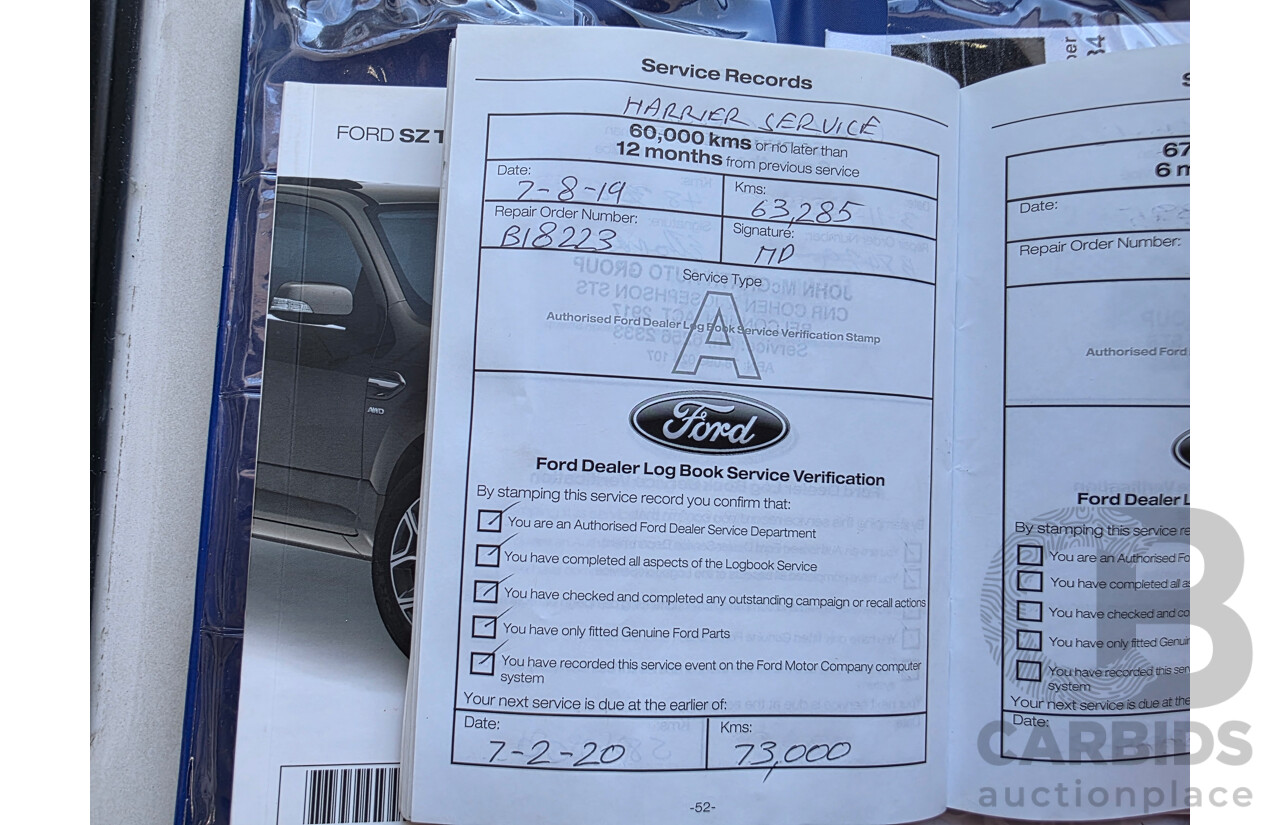 Service Records
HARRIER SERVICE
60,000 kms or no later than
12 months from previous service
Date:
7-8-19
Kms:
63,285
Repair Order Number:
B18223
Signature:
MD
Service Type
A
Authorised Ford Dealer Log Book Service Verification Stamp
Ford
Ford Dealer Log Book Service Verification
By stamping this service record you confirm that:
You are an Authorised Ford Dealer Service Department
You have completed all aspects of the Logbook Service
You have checked and completed any outstanding campaign or recall actions
You have only fitted Genuine Ford Parts
You have recorded this service event on the Ford Motor Company computer
system
Your next service is due at the earlier of:
Date:
7-2-20
Kms:
73,000
-52-
FORD SZ T
AWD
67
6 m
Date:
Repair Order Number:
Authorised Ford
Ford Dealer L
By stamping this service re
You are an Authorised Fo
You have completed all as
You have checked and co
You have only fitted Genuin
You have recorded this ser
system
Your next service is due at the
Date:
CARBIDS
auctionplace